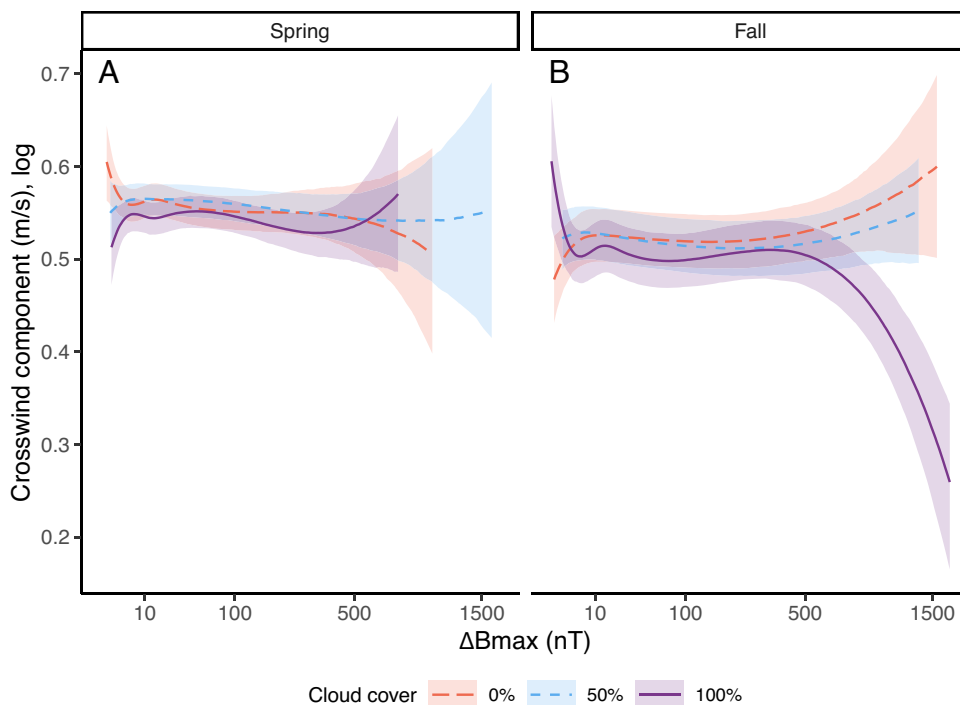 Spring
Fall
A
B
0.7
0.6
0.5
0.4
0.3
0.2
Crosswind component (m/s), log
10
100
500
1500
10
100
500
1500
ΔBmax (nT)
Cloud cover
0%
50%
100%